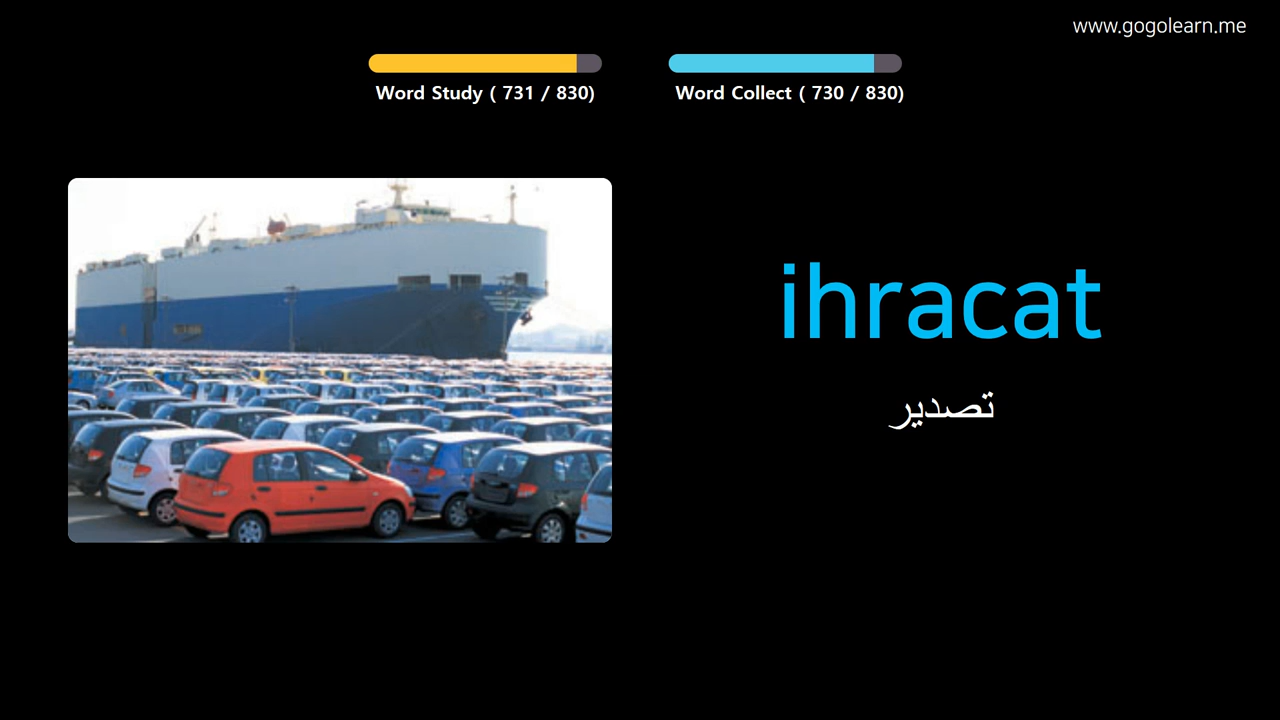 www.gogolearn.me
Word Study ( 731 / 830)
Word Collect ( 730 / 830)
ihracat
تصدير